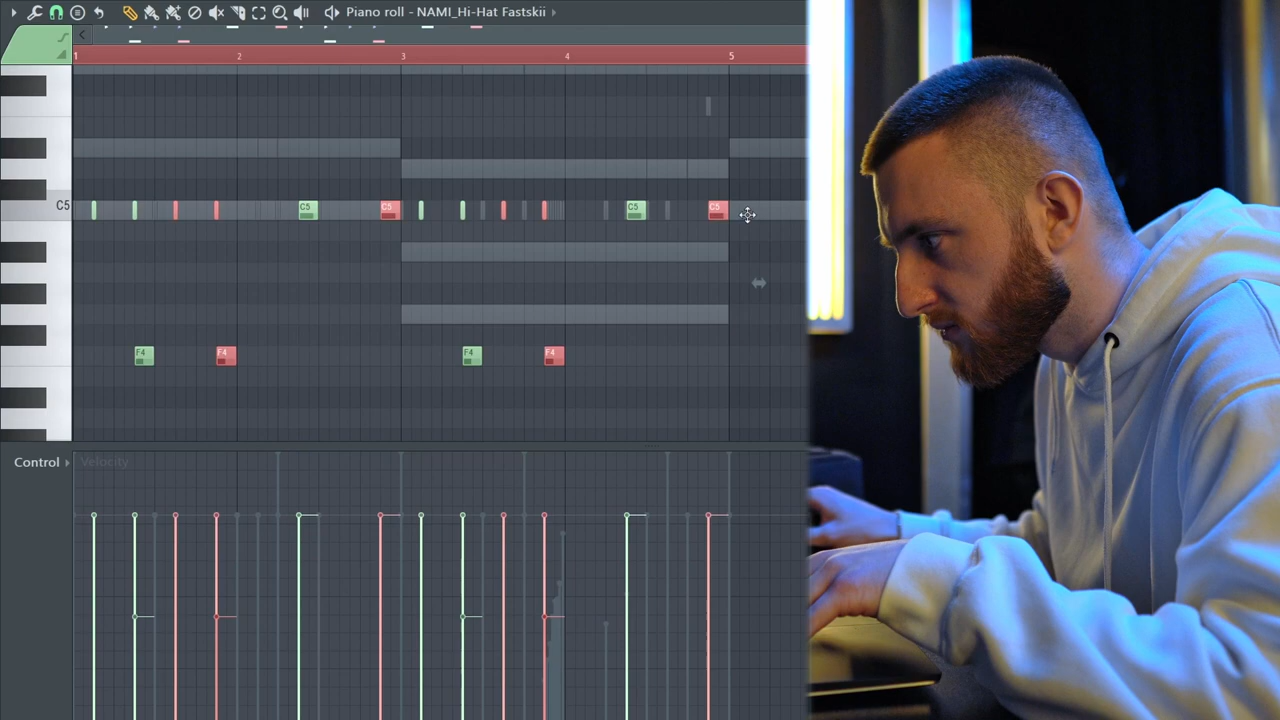 Piano roll - NAMI_Hi-Hat Fastskii
1 2 3 4 5
C5 C5 C5 C5 C5
F4 F4 F4 F4
Control Velocity